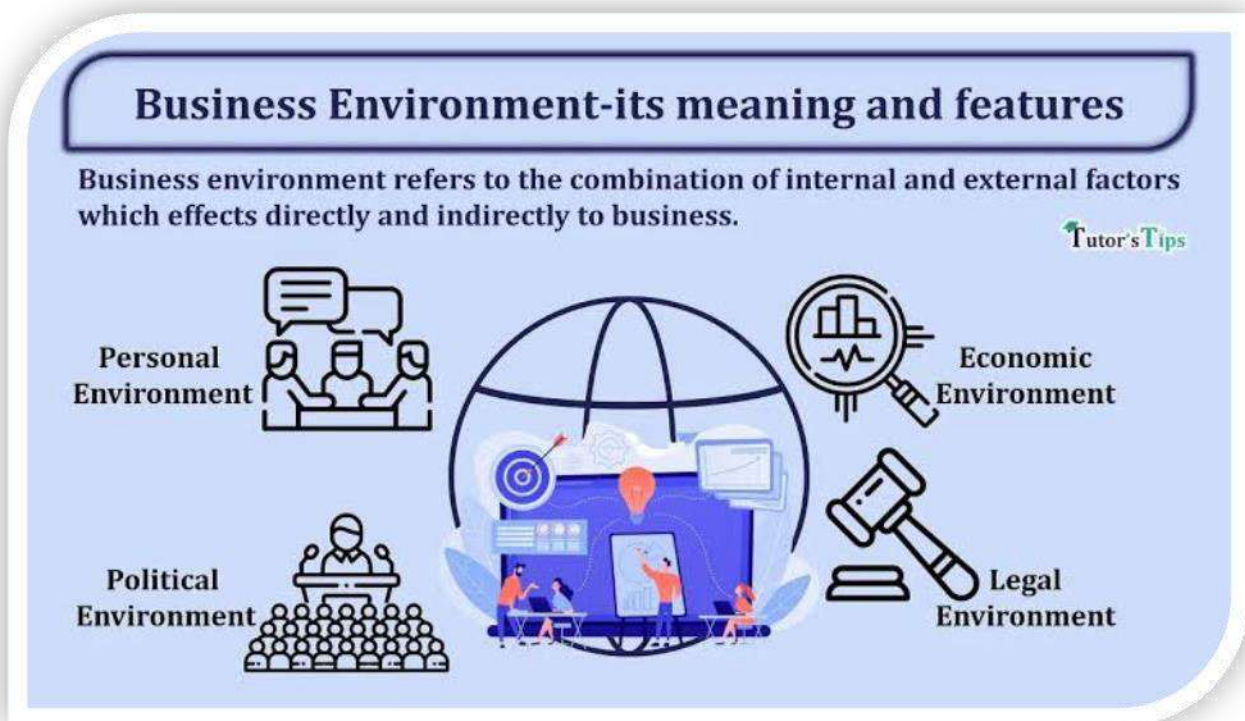 Business Environment-its meaning and features
Business environment refers to the combination of internal and external factors
which effects directly and indirectly to business.
Tutor'sTips
Personal
Environment
Economic
Environment
Political
Environment
Legal
Environment